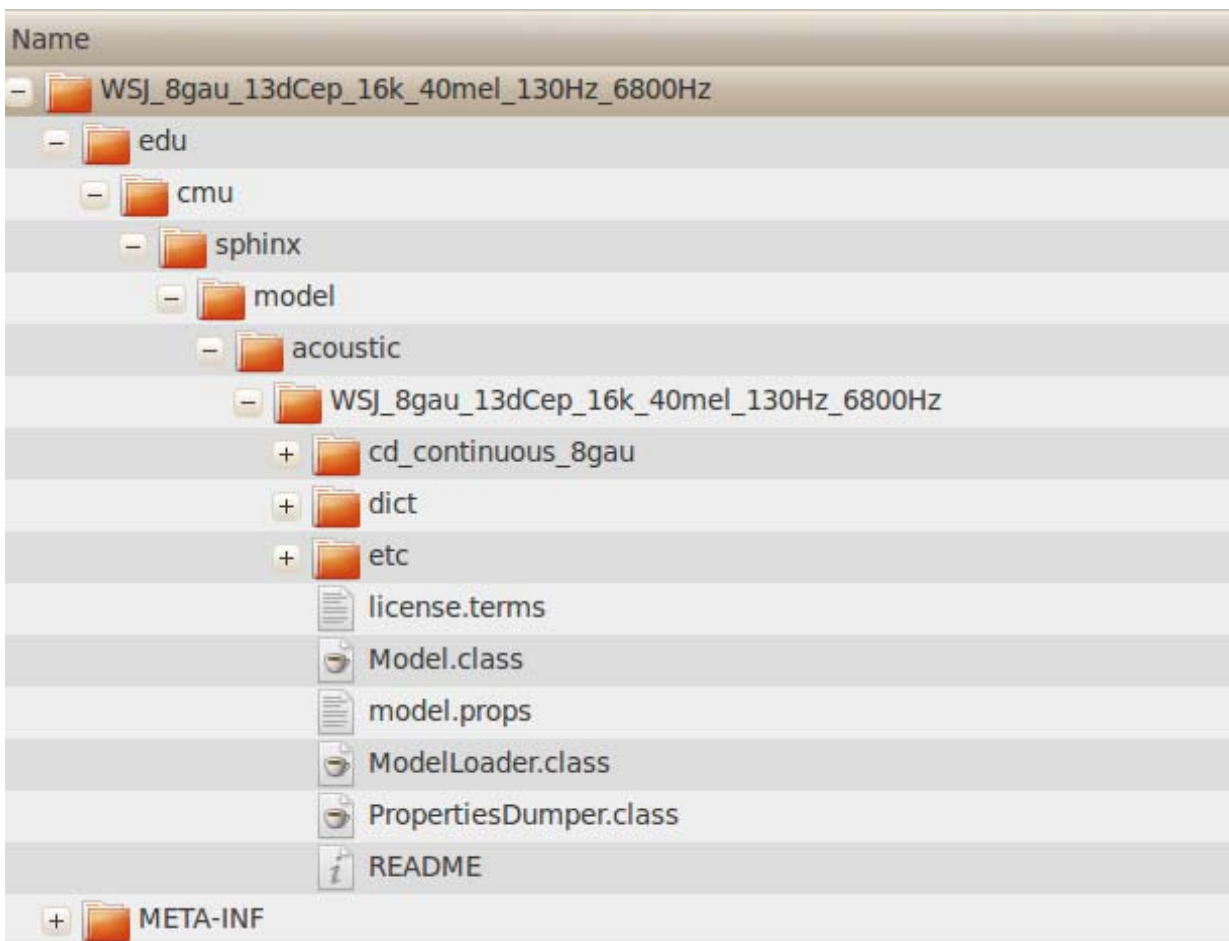 Name
WSJ_8gau_13dCep_16k_40mel_130Hz_6800Hz
edu
cmu
sphinx
model
acoustic
WSJ_8gau_13dCep_16k_40mel_130Hz_6800Hz
cd_continuous_8gau
dict
etc
license.terms
Model.class
model.props
ModelLoader.class
PropertiesDumper.class
README
META-INF